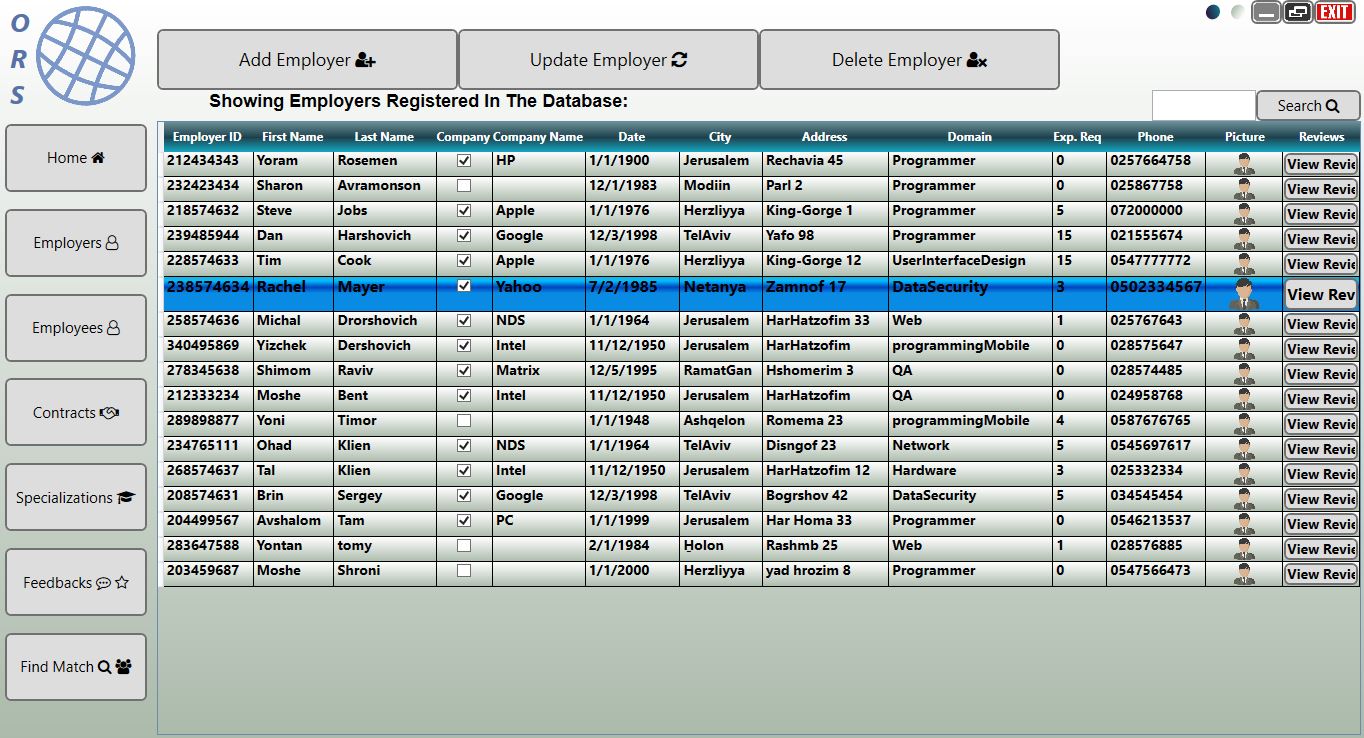 O
R
S
EXIT
Add Employer
Update Employer
Delete Employer
Showing Employers Registered In The Database:
Search
Home
Employers
Employees
Contracts
Specializations
Feedbacks
Find Match
Employer ID First Name Last Name Company Company Name Date City Address Domain Exp. Req Phone Picture Reviews
212434343 Yoram Rosemen HP 1/1/1900 Jerusalem Rechavia 45 Programmer 0 0257664758 View Revie
232423434 Sharon Avramonson 12/1/1983 Modiin Parl 2 Programmer 0 025867758 View Revie
218574632 Steve Jobs Apple 1/1/1976 Herzliyya King-Gorge 1 Programmer 5 072000000 View Revie
239485944 Dan Harshovich Google 12/3/1998 TelAviv Yafo 98 Programmer 15 021555674 View Revie
228574633 Tim Cook Apple 1/1/1976 Herzliyya King-Gorge 12 UserInterfaceDesign 15 0547777772 View Revie
238574634 Rachel Mayer Yahoo 7/2/1985 Netanya Zamnof 17 DataSecurity 3 0502334567 View Rev
258574636 Michal Drorshovich NDS 1/1/1964 Jerusalem HarHatzofim 33 Web 1 025767643 View Revie
340495869 Yizchek Dershovich Intel 11/12/1950 Jerusalem HarHatzofim programmingMobile 0 028575647 View Revie
278345638 Shimom Raviv Matrix 12/5/1995 RamatGan Hshomerim 3 QA 0 028574485 View Revie
212333234 Moshe Bent Intel 11/12/1950 Jerusalem HarHatzofim QA 0 024958768 View Revie
289898877 Yoni Timor 1/1/1948 Ashqelon Romema 23 programmingMobile 4 0587676765 View Revie
234765111 Ohad Klien NDS 1/1/1964 TelAviv Disngof 23 Network 5 0545697617 View Revie
268574637 Tal Klien Intel 11/12/1950 Jerusalem HarHatzofim 12 Hardware 3 025332334 View Revie
208574631 Brin Sergey Google 12/3/1998 TelAviv Bogrshov 42 DataSecurity 5 034545454 View Revie
204499567 Avshalom Tam PC 1/1/1999 Jerusalem Har Homa 33 Programmer 0 0546213537 View Revie
283647588 Yontan tomy 2/1/1984 Ḥolon Rashmb 25 Web 1 028576885 View Revie
203459687 Moshe Shroni 1/1/2000 Herzliyya yad hrozim 8 Programmer 0 0547566473 View Revie